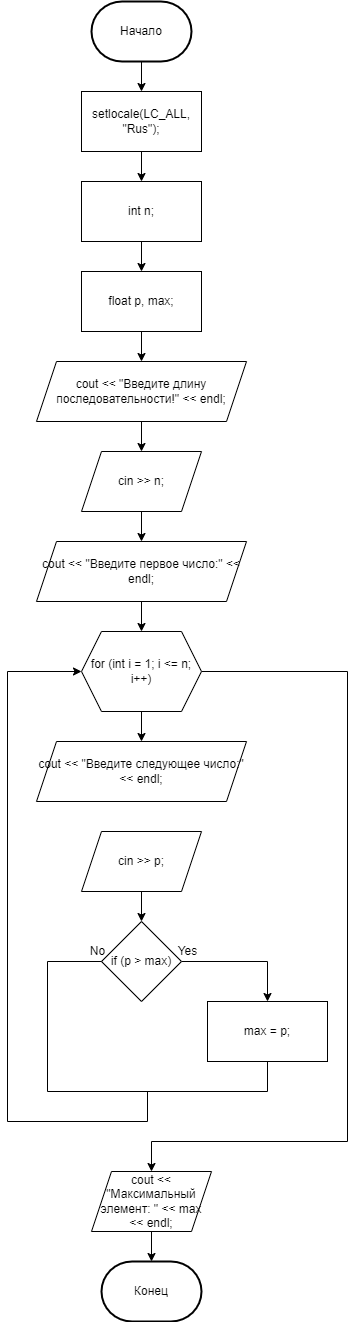 Начало
setlocale(LC_ALL,
"Rus");
int n;
float p, max;
cout << "Введите длину
последовательности!" << endl;
cin >> n;
cout << "Введите первое число:" <<
endl;
for (int i = 1; i <= n;
i++)
cout << "Введите следующее число:"
<< endl;
cin >> p;
No
if (p > max)
Yes
max = p;
cout <<
"Максимальный
элемент: " << max
<< endl;
Конец